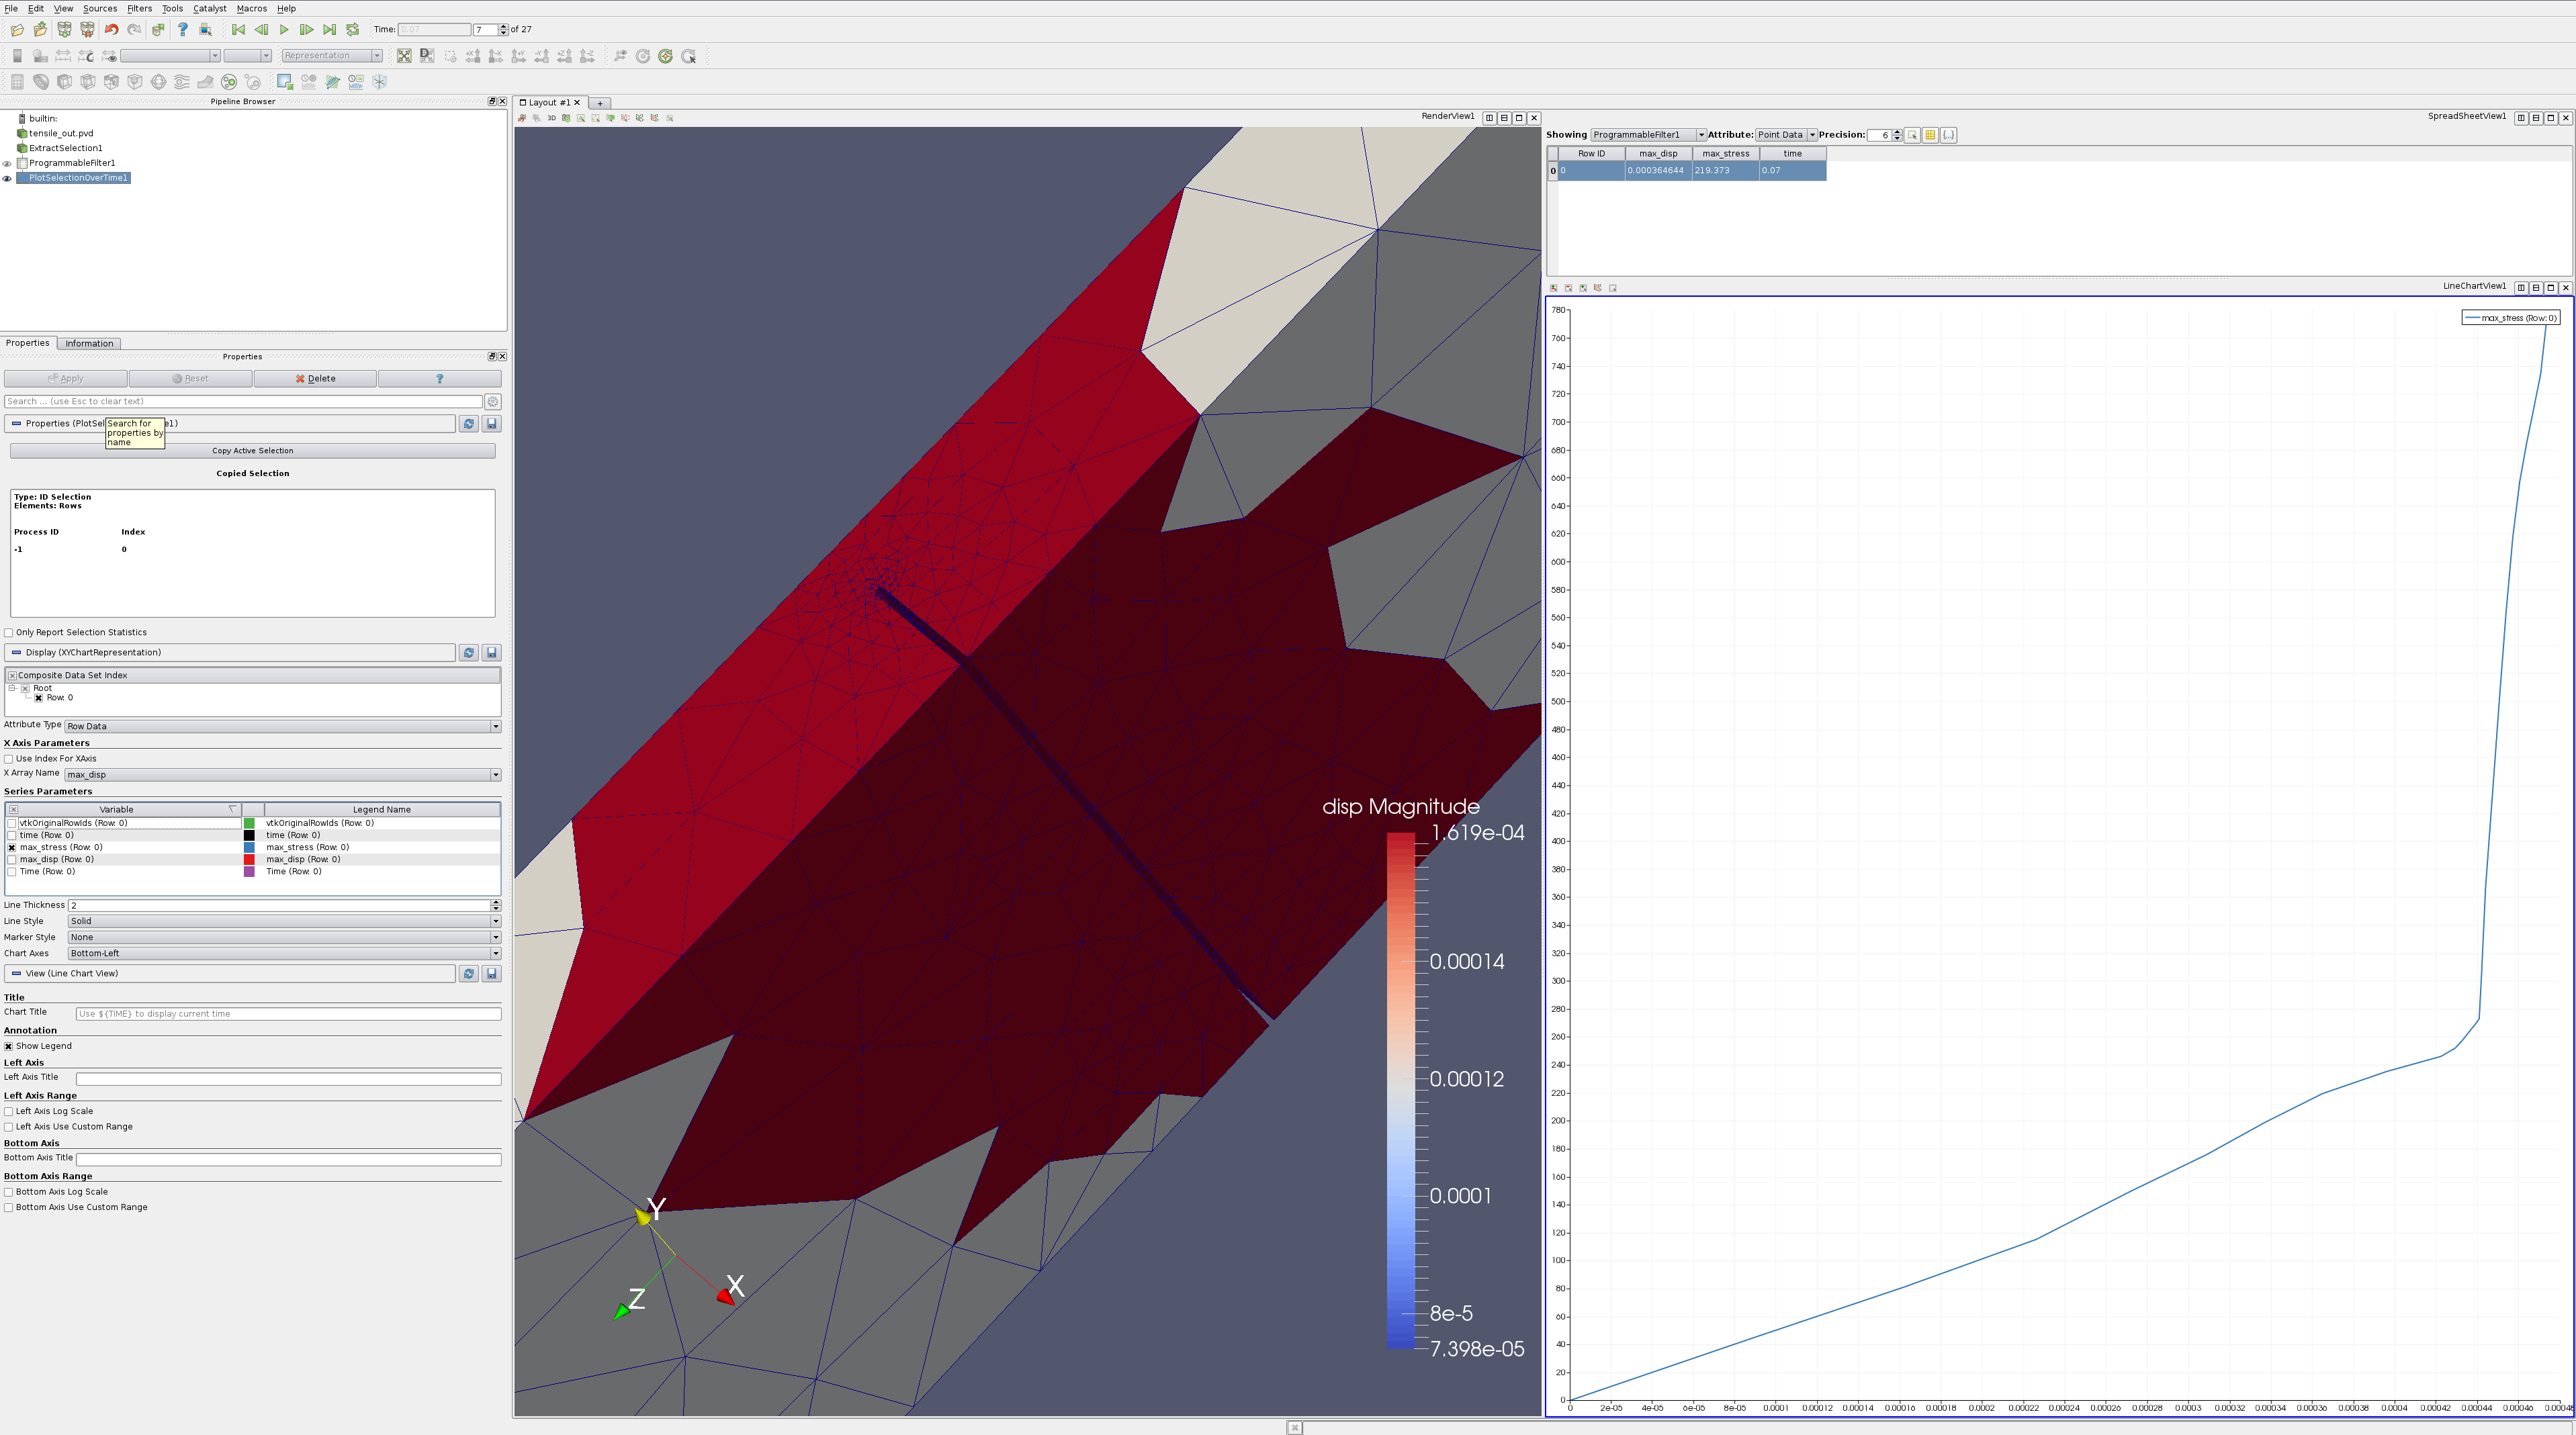 File Edit View Sources Filters Tools Catalyst Macros Help
Time: 0.07 7 of 27
Representation
Pipeline Browser
builtin:
tensile_out.pvd
ExtractSelection1
ProgrammableFilter1
PlotSelectionOverTime1
Properties Information
Properties
Apply Reset Delete ?
Search ... (use Esc to clear text)
Properties (PlotSel e1)
Search for
properties by
name
Copy Active Selection
Copied Selection
Type: ID Selection
Elements: Rows
Process ID Index
-1 0
Only Report Selection Statistics
Display (XYChartRepresentation)
Composite Data Set Index
Root
Row: 0
Attribute Type Row Data
X Axis Parameters
Use Index For XAxis
X Array Name max_disp
Series Parameters
Variable Legend Name
vtkOriginalRowIds (Row: 0) vtkOriginalRowIds (Row: 0)
time (Row: 0) time (Row: 0)
max_stress (Row: 0) max_stress (Row: 0)
max_disp (Row: 0) max_disp (Row: 0)
Time (Row: 0) Time (Row: 0)
Line Thickness 2
Line Style Solid
Marker Style None
Chart Axes Bottom-Left
View (Line Chart View)
Title
Chart Title Use ${TIME} to display current time
Annotation
Show Legend
Left Axis
Left Axis Title
Left Axis Range
Left Axis Log Scale
Left Axis Use Custom Range
Bottom Axis
Bottom Axis Title
Bottom Axis Range
Bottom Axis Log Scale
Bottom Axis Use Custom Range
Layout #1 +
3D RenderView1
disp Magnitude
1.619e-04
0.00014
0.00012
0.0001
8e-5
7.398e-05
Y
X
Z
SpreadSheetView1
Showing ProgrammableFilter1 Attribute: Point Data Precision: 6
Row ID max_disp max_stress time
0 0 0.000364644 219.373 0.07
LineChartView1
max_stress (Row: 0)
780
760
740
720
700
680
660
640
620
600
580
560
540
520
500
480
460
440
420
400
380
360
340
320
300
280
260
240
220
200
180
160
140
120
100
80
60
40
20
0
0 2e-05 4e-05 6e-05 8e-05 0.0001 0.00012 0.00014 0.00016 0.00018 0.0002 0.00022 0.00024 0.00026 0.00028 0.0003 0.00032 0.00034 0.00036 0.00038 0.0004 0.00042 0.00044 0.00046 0.00048